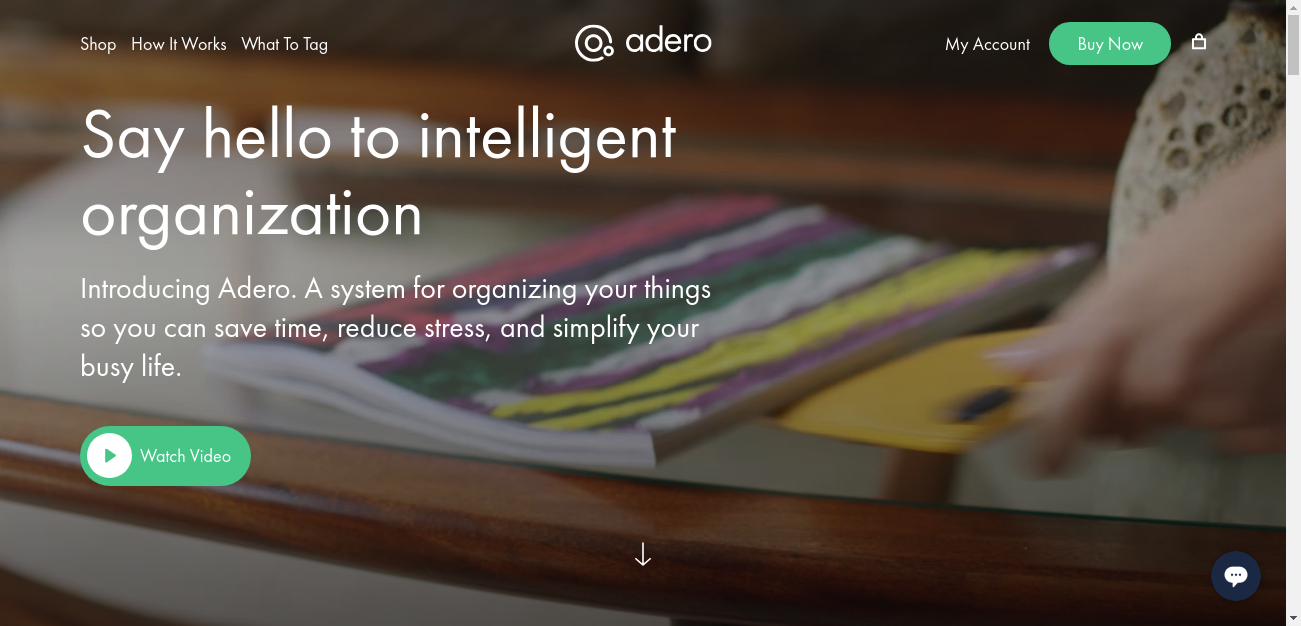 Shop How It Works What To Tag adero My Account Buy Now
Say hello to intelligent
organization
Introducing Adero. A system for organizing your things
so you can save time, reduce stress, and simplify your
busy life.
Watch Video